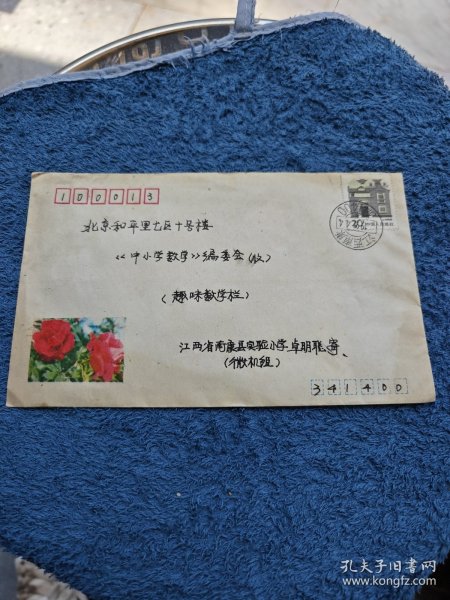 100013
北京和平里七区十号楼
《中小学数学》编委会(收)
(趣味数学栏)
江西省南康县实验小学卓明雅寄、
(微机组)
341400
孔夫子旧书网
www.kongfz.com